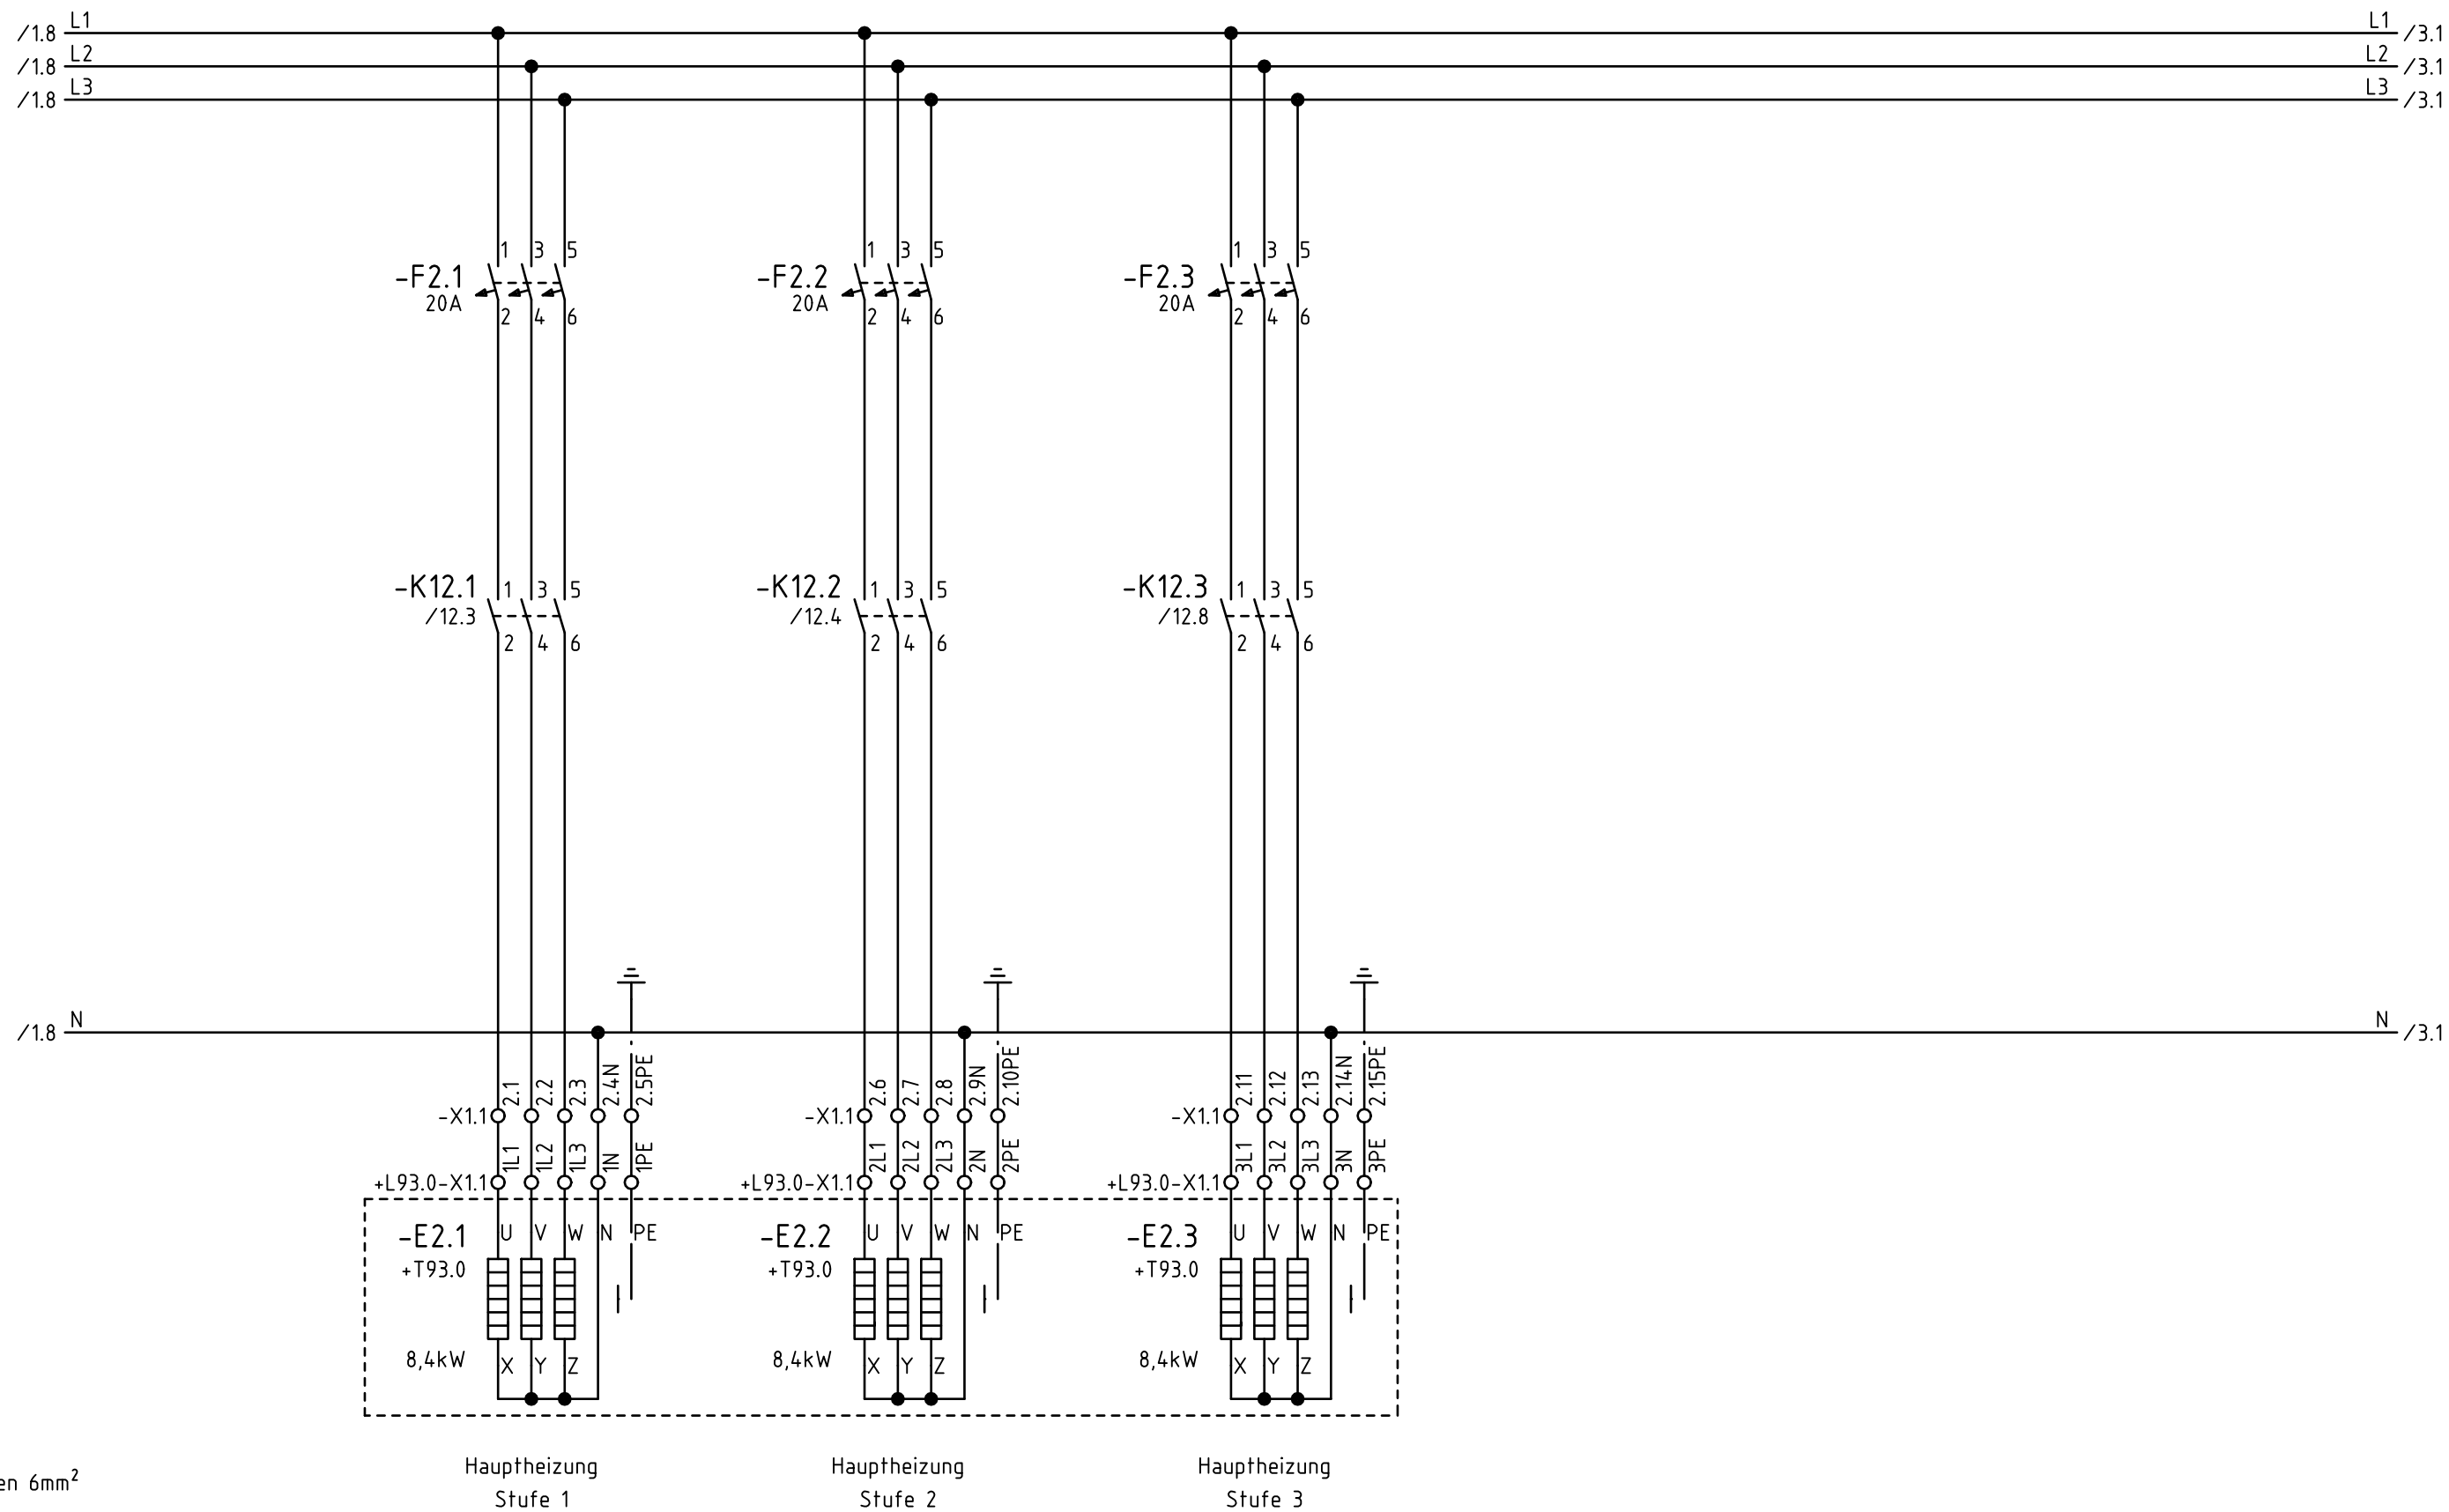 /1.8 L1 L1 /3.1
/1.8 L2 L2 /3.1
/1.8 L3 L3 /3.1
1 3 5 1 3 5 1 3 5
-F2.1 -F2.2 -F2.3
20A 20A 20A
2 4 6 2 4 6 2 4 6
-K12.1 1 3 5 -K12.2 1 3 5 -K12.3 1 3 5
/12.3 /12.4 /12.8
2 4 6 2 4 6 2 4 6
/1.8 N N /3.1
2.1 2.2 2.3 2.4N 2.5PE 2.6 2.7 2.8 2.9N 2.10PE 2.11 2.12 2.13 2.14N 2.15PE
-X1.1 -X1.1 -X1.1
1L1 1L2 1L3 1N 1PE 2L1 2L2 2L3 2N 2PE 3L1 3L2 3L3 3N 3PE
+L93.0-X1.1 +L93.0-X1.1 +L93.0-X1.1
-E2.1 U V W N PE -E2.2 U V W N PE -E2.3 U V W N PE
+T93.0 +T93.0 +T93.0
8,4kW X Y Z 8,4kW X Y Z 8,4kW X Y Z
Hauptheizung Hauptheizung Hauptheizung
en 6mm²
Stufe 1 Stufe 2 Stufe 3